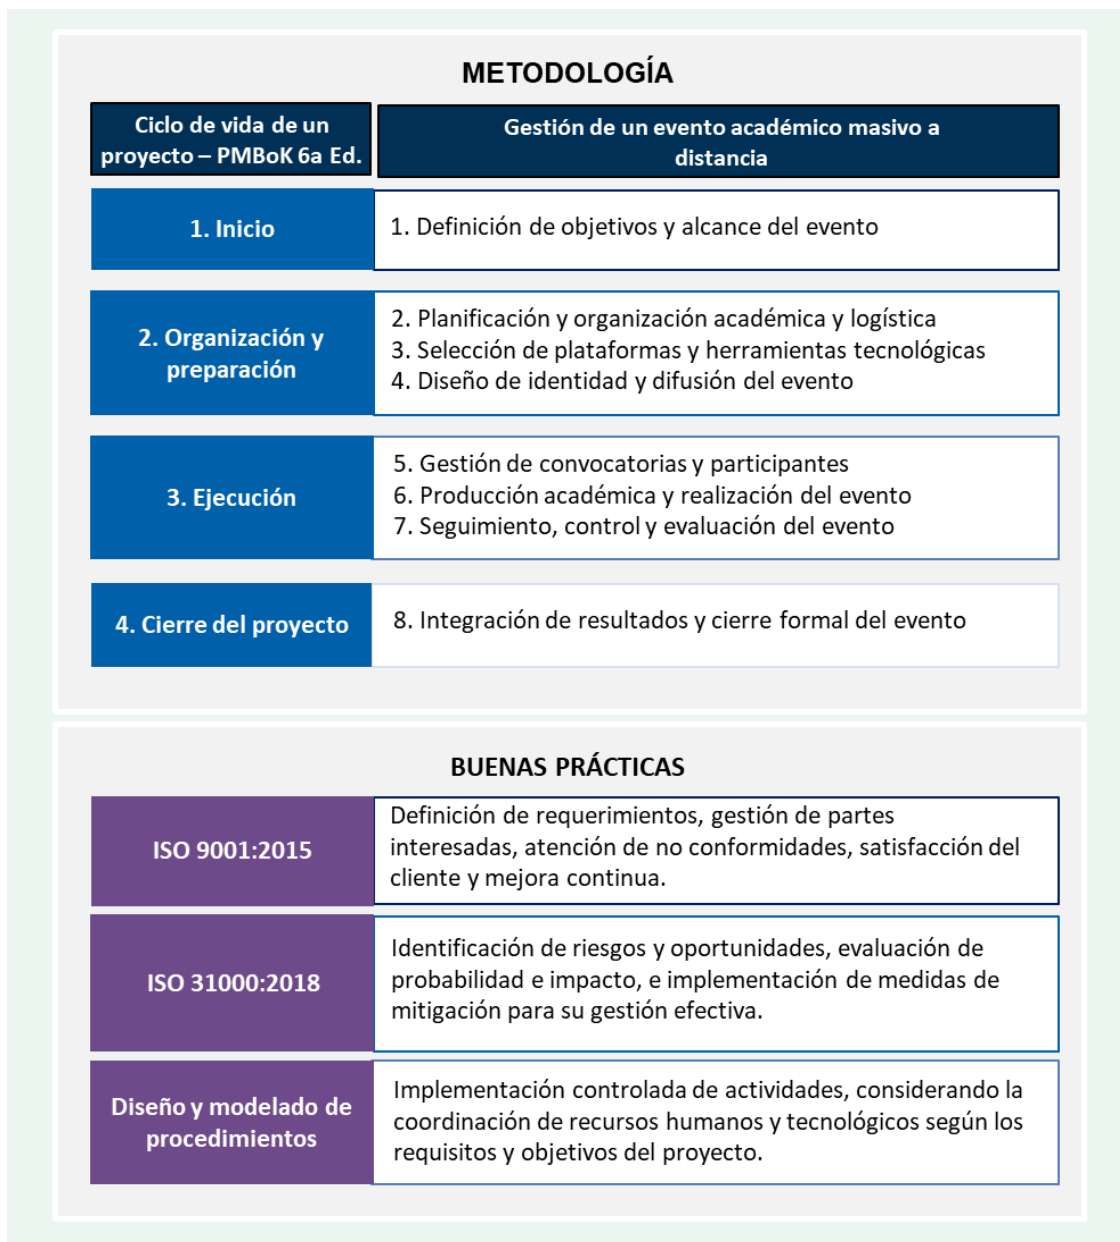 METODOLOGÍA
Ciclo de vida de un
proyecto – PMBoK 6a Ed.
Gestión de un evento académico masivo a
distancia
1. Inicio
1. Definición de objetivos y alcance del evento
2. Organización y
preparación
2. Planificación y organización académica y logística
3. Selección de plataformas y herramientas tecnológicas
4. Diseño de identidad y difusión del evento
3. Ejecución
5. Gestión de convocatorias y participantes
6. Producción académica y realización del evento
7. Seguimiento, control y evaluación del evento
4. Cierre del proyecto
8. Integración de resultados y cierre formal del evento
BUENAS PRÁCTICAS
ISO 9001:2015
Definición de requerimientos, gestión de partes
interesadas, atención de no conformidades, satisfacción del
cliente y mejora continua.
ISO 31000:2018
Identificación de riesgos y oportunidades, evaluación de
probabilidad e impacto, e implementación de medidas de
mitigación para su gestión efectiva.
Diseño y modelado de
procedimientos
Implementación controlada de actividades, considerando la
coordinación de recursos humanos y tecnológicos según los
requisitos y objetivos del proyecto.